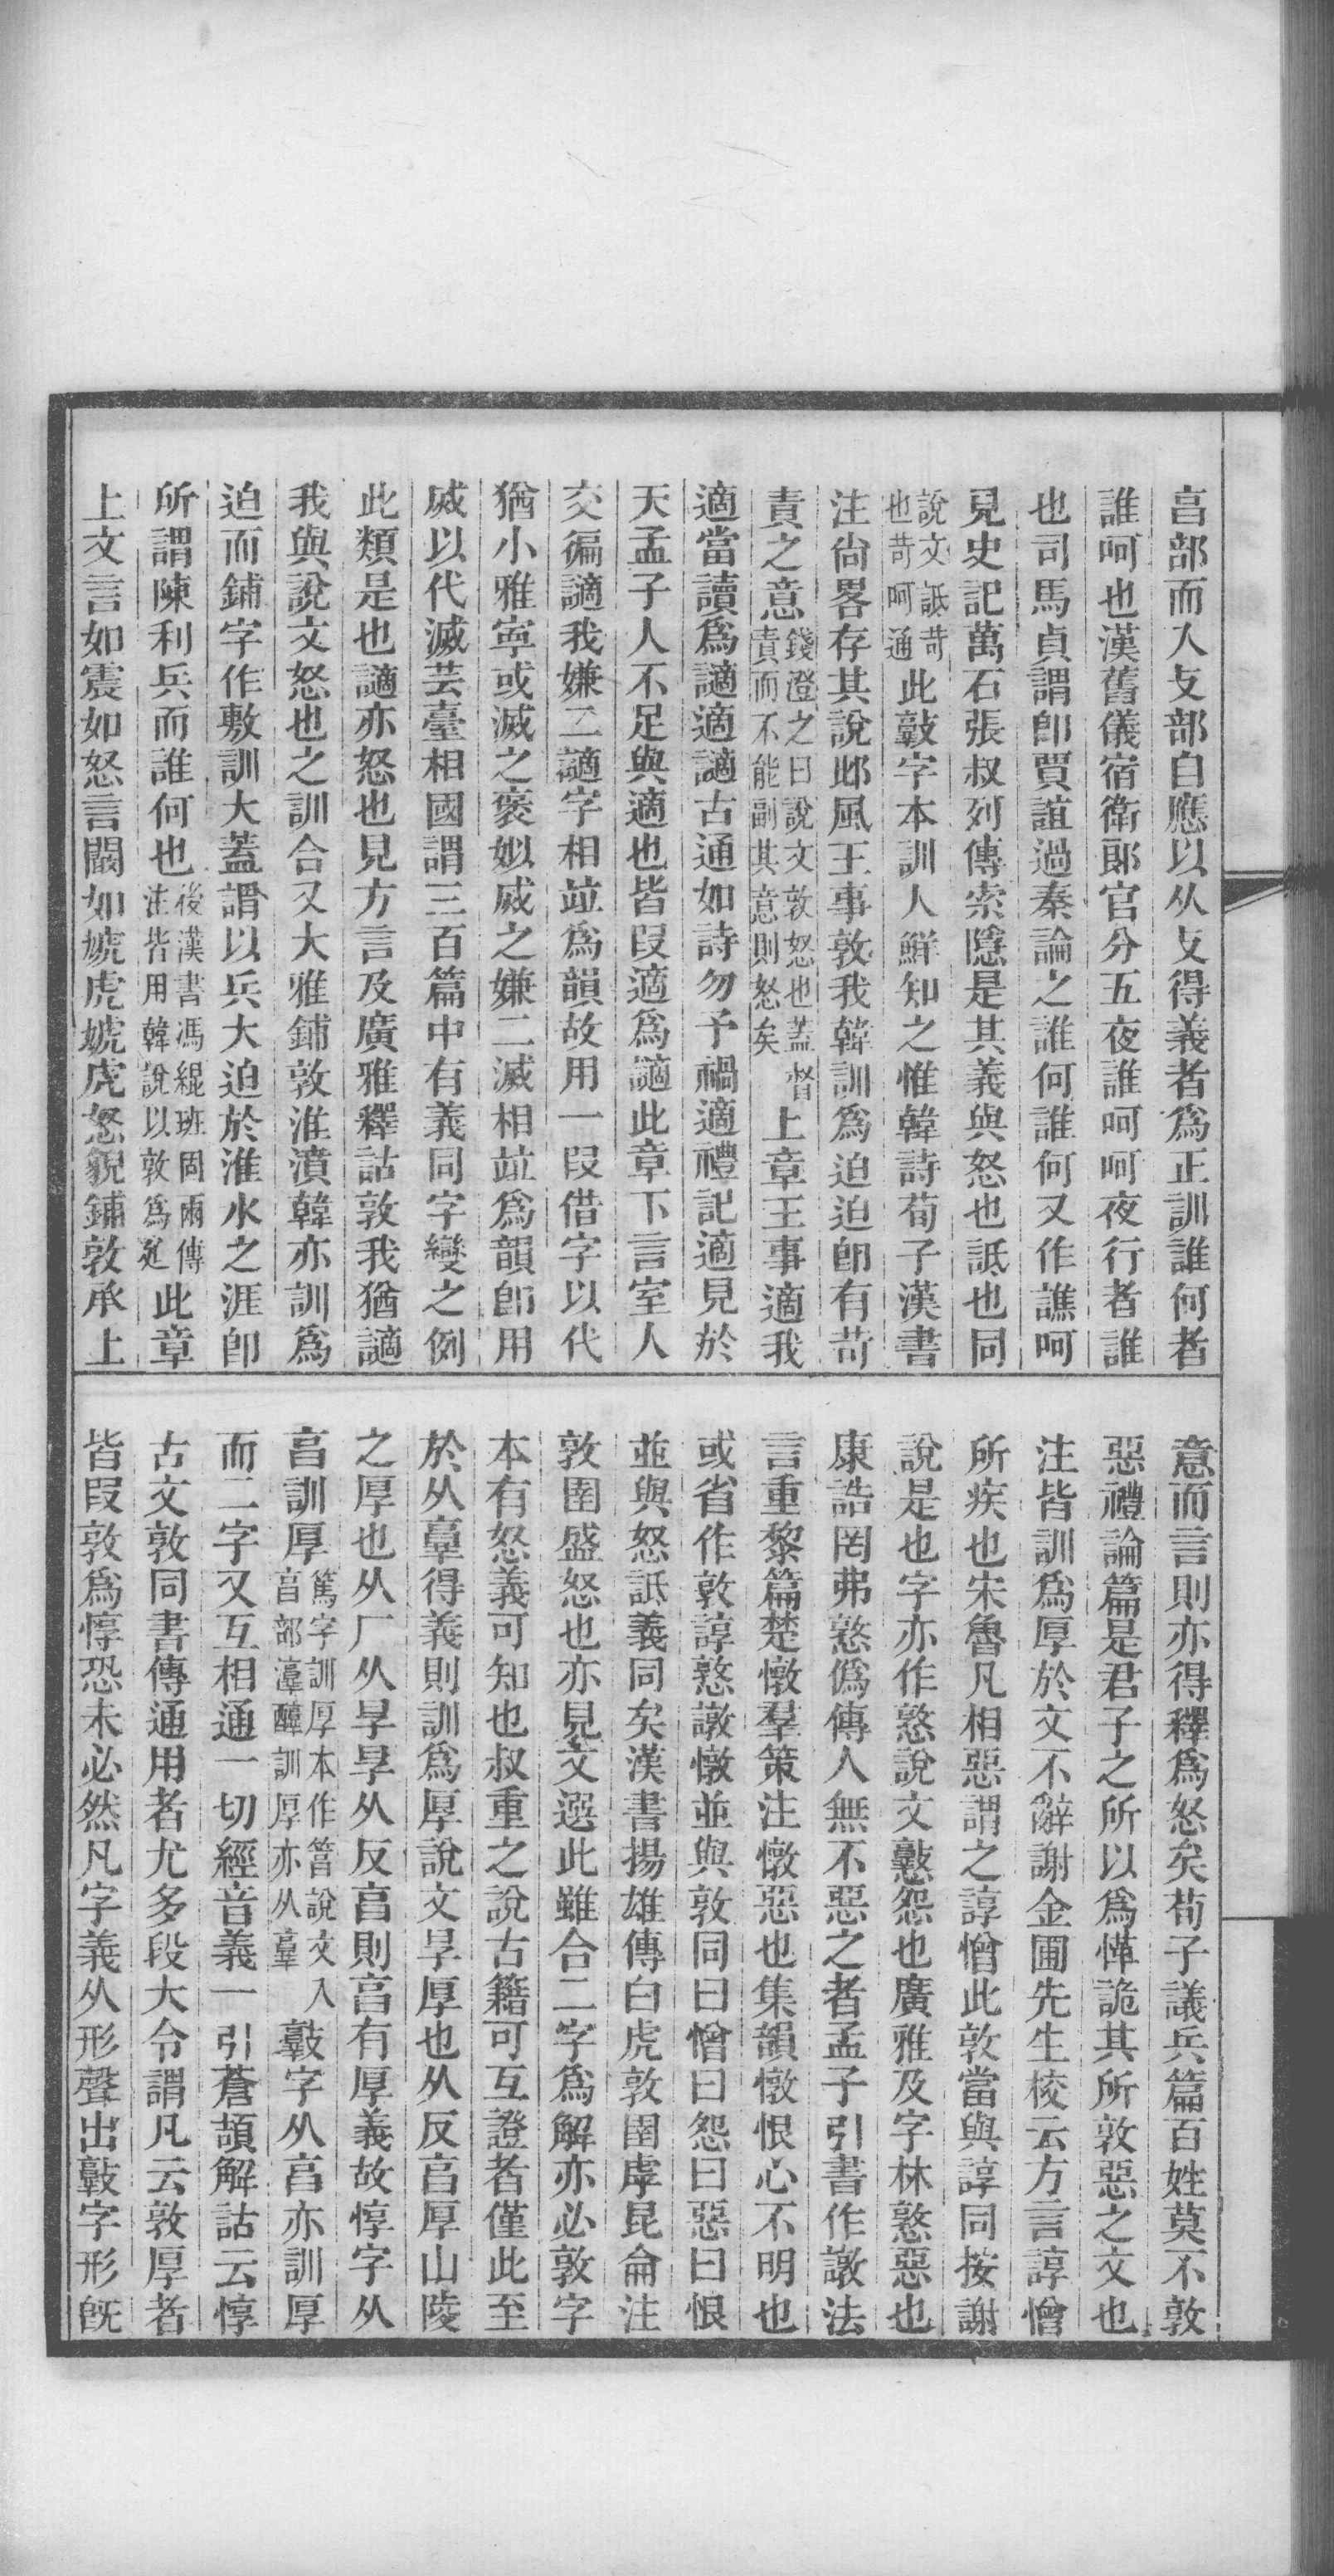 亯部而入攴部自應以从攴得義者為正訓誰何者
誰呵也漢舊儀宿衛郎官分五夜誰呵呵夜行者誰
也司馬貞謂卽賈誼過秦論之誰何誰何又作譙呵
見史記萬石張叔列傳索隱是其義與怒也詆也同
說文詆苛也苛呵通此𢾭字本訓人鮮知之惟韓詩荀子漢書
注尙畧存其說邶風王事敦我韓訓為迫迫卽有苛
責之意錢澄之曰說文敦怒也蓋督責而不能副其意則怒矣上章王事適我
適當讀為讁適讁古通如詩勿予禍適禮記適見於
天孟子人不足與適也皆叚適為讁此章下言室人
交徧讁我嫌二讁字相竝為韻故用一叚借字以代
猶小雅寍或滅之褒姒烕之嫌二滅相竝為韻卽用
烕以代滅芸臺相國謂三百篇中有義同字變之例
此類是也讁亦怒也見方言及廣雅釋詁敦我猶讁
我與說文怒也之訓合又大雅鋪敦淮濆韓亦訓為
迫而鋪字作敷訓大蓋謂以兵大迫於淮水之涯卽
所謂陳利兵而誰何也後漢書馮緄班固兩傳注皆用韓說以敦為迫此章
上文言如震如怒言闞如虓虎虓虎怒貌鋪敦承上
意而言則亦得釋為怒矣荀子議兵篇百姓莫不敦
惡禮論篇是君子之所以為愅詭其所敦惡之文也
注皆訓為厚於文不辭謝金圃先生校云方言諄憎
所疾也宋魯凡相惡謂之諄憎此敦當與諄同按謝
說是也字亦作憝說文憝怨也廣雅及字林憝惡也
康誥罔弗憝僞傳人無不惡之者孟子引書作譈法
言重黎篇楚憞羣策注憞惡也集韻憞恨心不明也
或省作敦諄憝譈憞並與敦同曰憎曰怨曰惡曰恨
並與怒詆義同矣漢書揚雄傳白虎敦圉虖昆侖注
敦圉盛怒也亦見文選此雖合二字為解亦必敦字
本有怒義可知也叔重之說古籍可互證者僅此至
於从𦎫得義則訓為厚說文㫗厚也从反亯厚山陵
之厚也从厂从㫗㫗从反亯則亯有厚義故惇字从
亯訓厚篤字訓厚本作䈞說文入亯部𣿖醇訓厚亦从𦎫𢾭字从亯亦訓厚
而二字又互相通一切經音義一引蒼頡解詁云惇
古文敦同書傳通用者尤多段大令謂凡云敦厚者
皆叚敦為惇恐未必然凡字義从形聲出𢾭字形旣